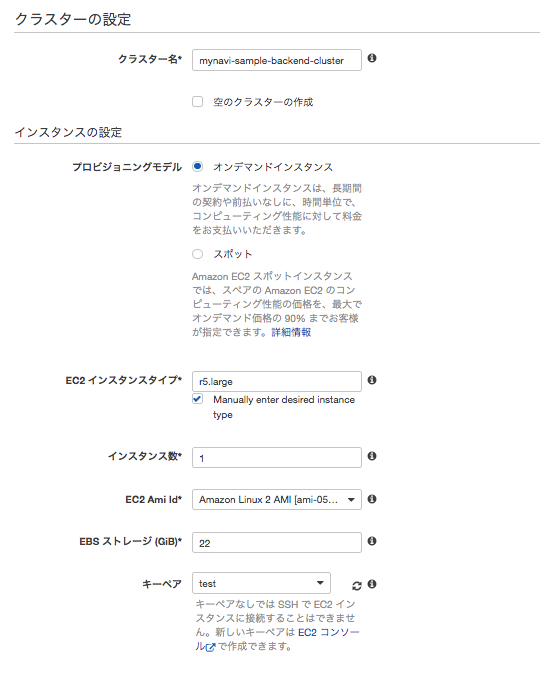 クラスターの設定
クラスター名* mynavi-sample-backend-cluster
空のクラスターの作成
インスタンスの設定
プロビジョニングモデル オンデマンドインスタンス
オンデマンドインスタンスは、長期間
の契約や前払いなしに、時間単位で、
コンピューティング性能に対して料金
をお支払いいただきます。
スポット
Amazon EC2 スポットインスタンス
では、スペアの Amazon EC2 のコン
ピューティング性能の価格を、最大で
オンデマンド価格の 90% までお客様
が指定できます。詳細情報
EC2 インスタンスタイプ* r5.large
Manually enter desired instance
type
インスタンス数* 1
EC2 Ami Id* Amazon Linux 2 AMI [ami-05...
EBS ストレージ (GiB)* 22
キーペア test
キーペアなしでは SSH で EC2 イン
スタンスに接続することはできませ
ん。新しいキーペアは EC2 コンソー
ルで作成できます。